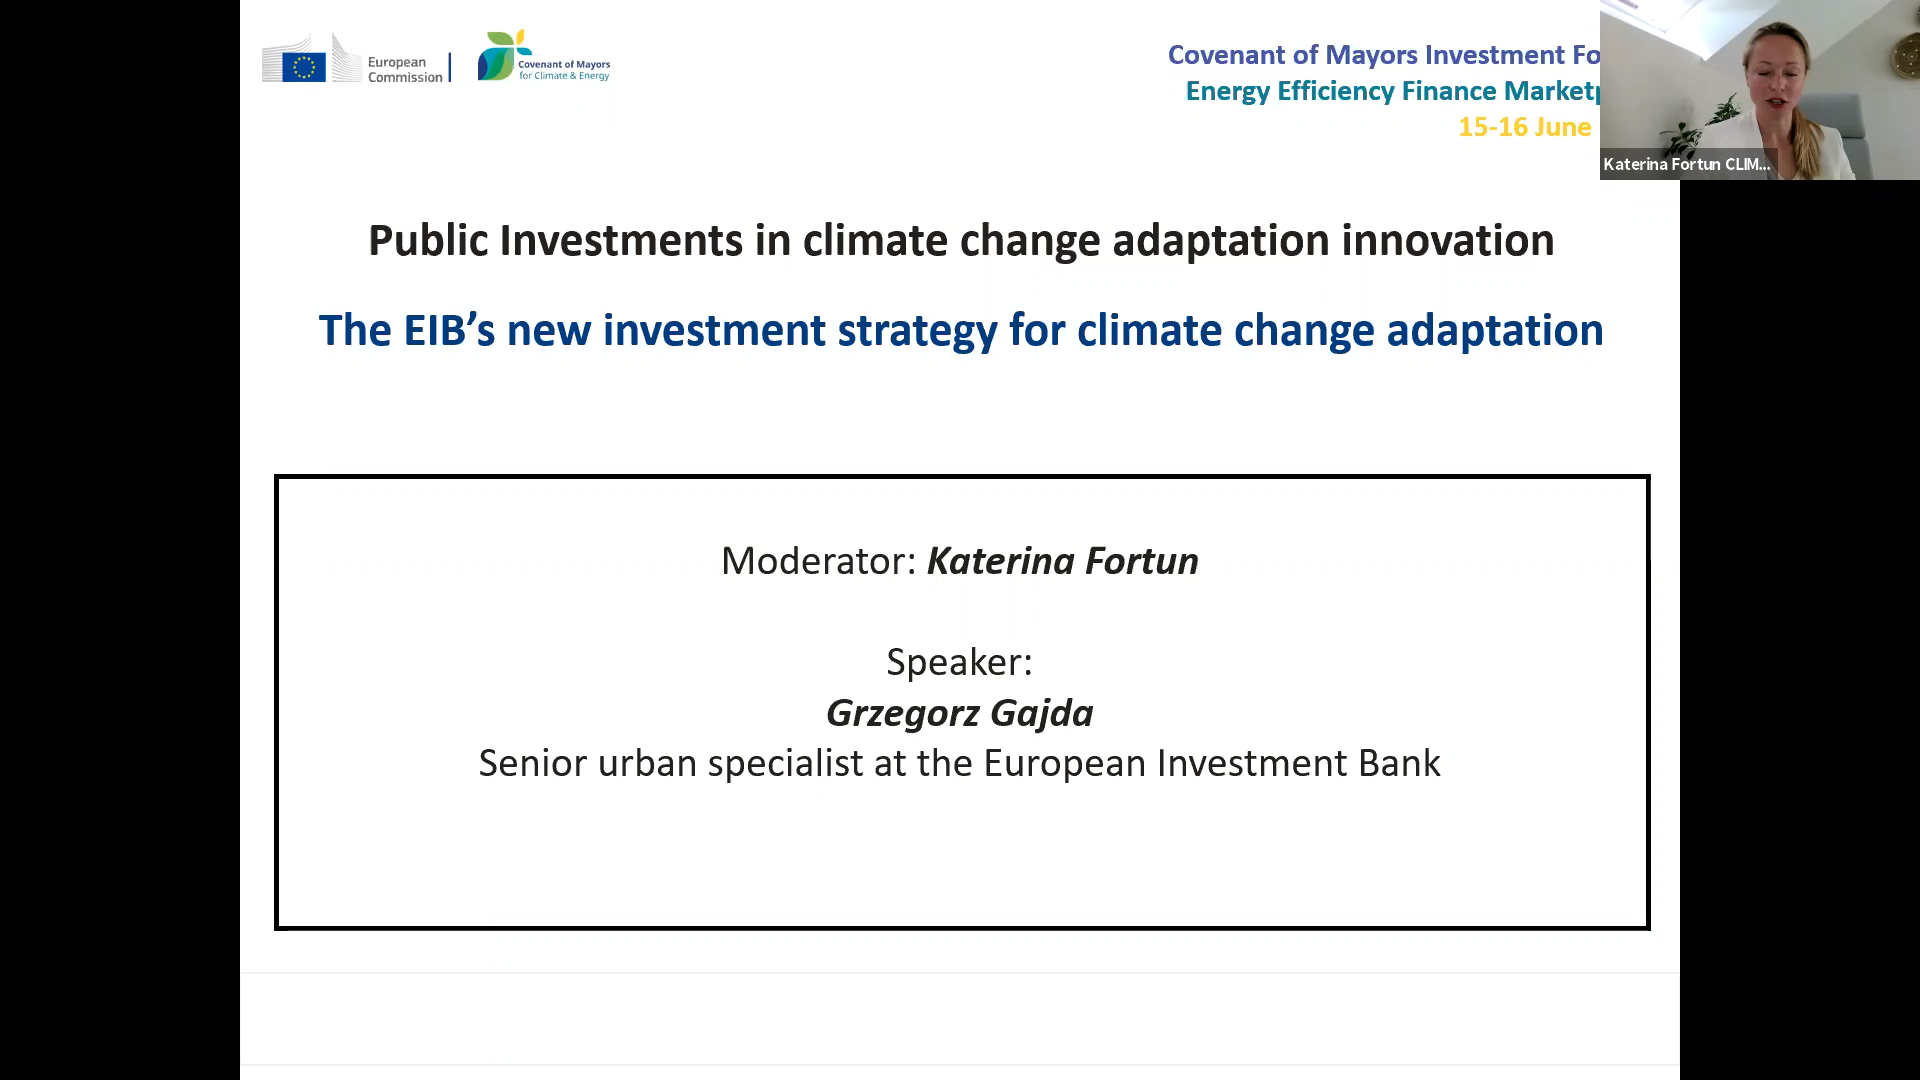 European
Commission
Covenant of Mayors
for Climate & Energy
Covenant of Mayors Investment Fo
Energy Efficiency Finance Marketp
15-16 June
Katerina Fortun CLIM...
Public Investments in climate change adaptation innovation
The EIB’s new investment strategy for climate change adaptation
Moderator: Katerina Fortun
Speaker:
Grzegorz Gajda
Senior urban specialist at the European Investment Bank